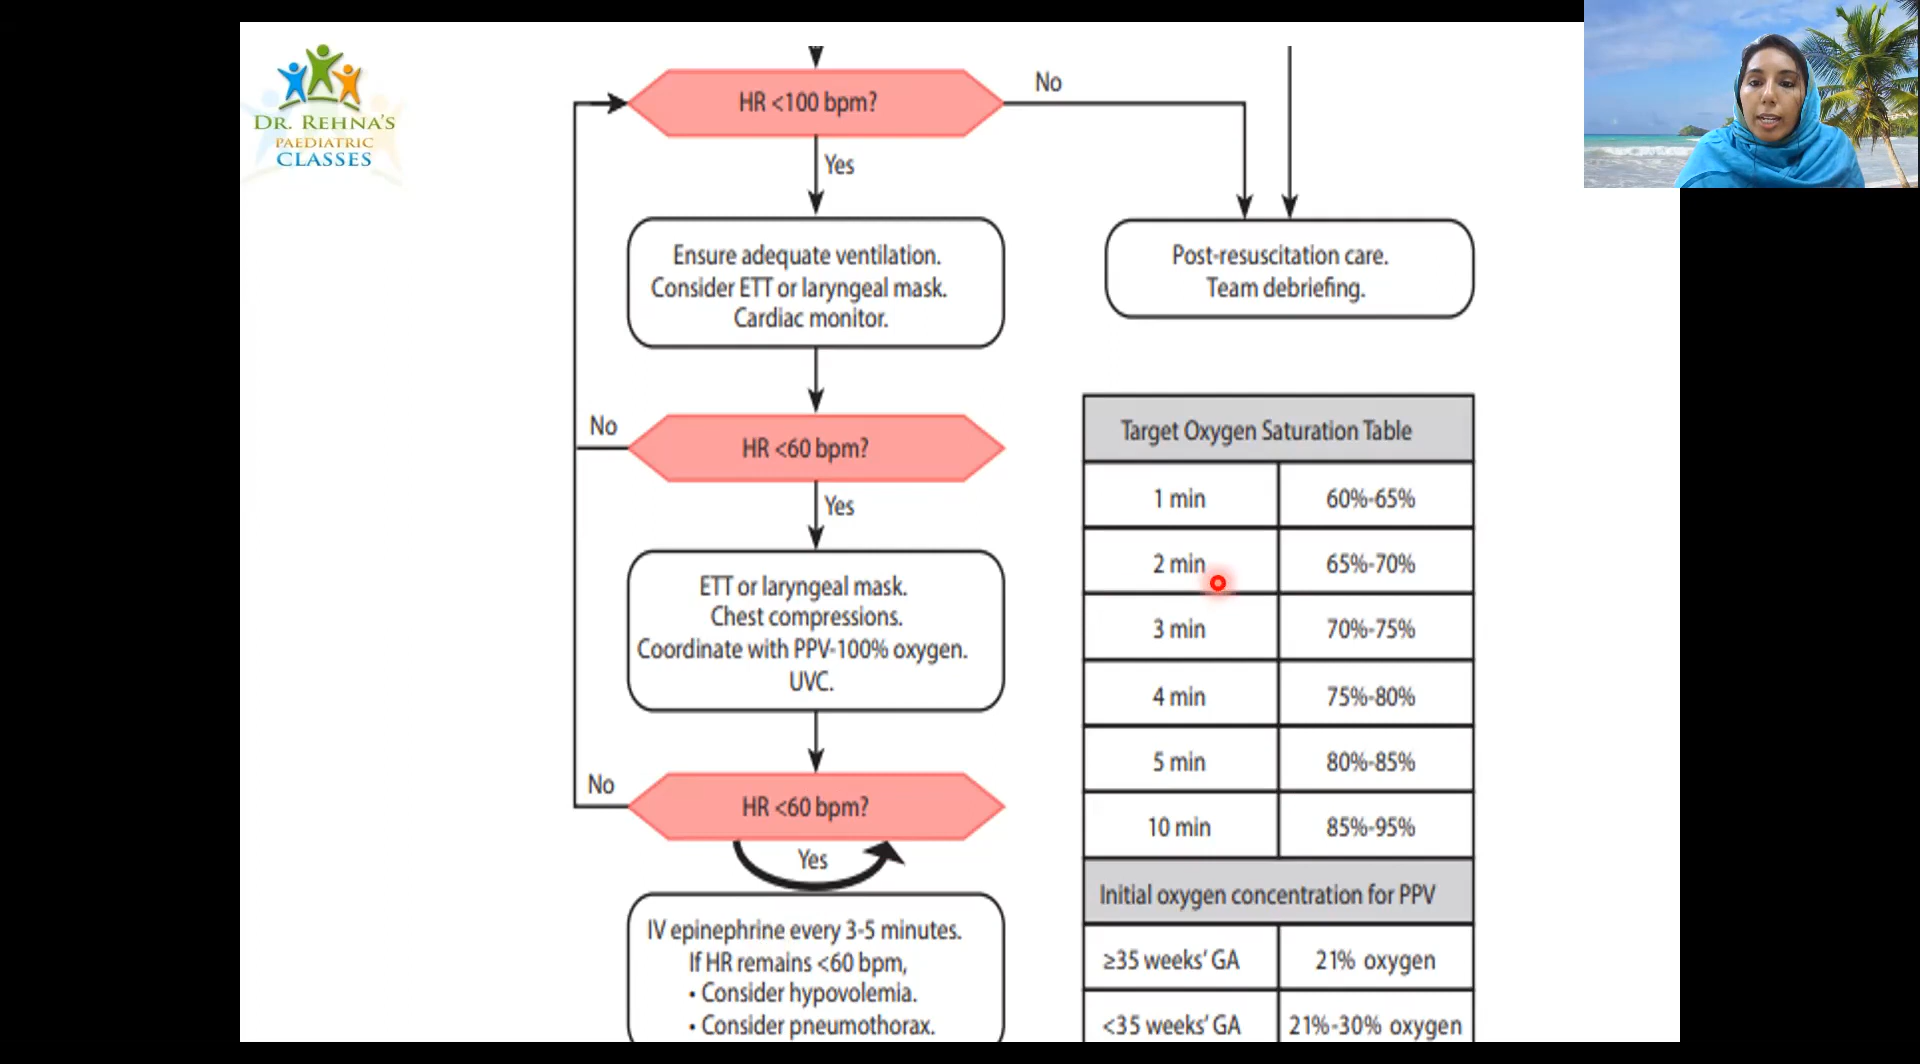 DR. REHNA'S
PAEDIATRIC
CLASSES
HR <100 bpm?
No
Yes
Ensure adequate ventilation.
Consider ETT or laryngeal mask.
Cardiac monitor.
Post-resuscitation care.
Team debriefing.
No
HR <60 bpm?
Yes
ETT or laryngeal mask.
Chest compressions.
Coordinate with PPV-100% oxygen.
UVC.
No
HR <60 bpm?
Yes
IV epinephrine every 3-5 minutes.
If HR remains <60 bpm,
• Consider hypovolemia.
• Consider pneumothorax.
Target Oxygen Saturation Table
1 min 60%-65%
2 min 65%-70%
3 min 70%-75%
4 min 75%-80%
5 min 80%-85%
10 min 85%-95%
Initial oxygen concentration for PPV
≥35 weeks' GA 21% oxygen
<35 weeks' GA 21%-30% oxygen